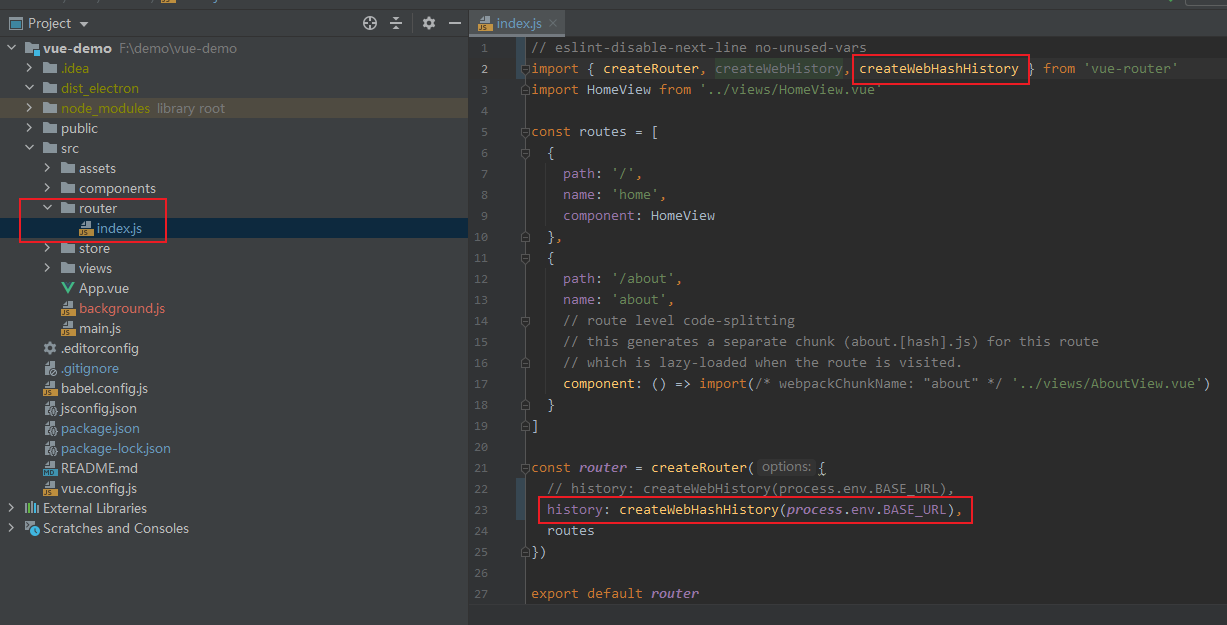 Project
vue-demo F:\demo\vue-demo
.idea
dist_electron
node_modules library root
public
src
assets
components
router
index.js
store
views
App.vue
background.js
main.js
.editorconfig
.gitignore
babel.config.js
jsconfig.json
package.json
package-lock.json
README.md
vue.config.js
External Libraries
Scratches and Consoles
index.js
1 // eslint-disable-next-line no-unused-vars
2 import { createRouter, createWebHistory, createWebHashHistory } from 'vue-router'
3 import HomeView from '../views/HomeView.vue'
4
5 const routes = [
6 {
7 path: '/',
8 name: 'home',
9 component: HomeView
10 },
11 {
12 path: '/about',
13 name: 'about',
14 // route level code-splitting
15 // this generates a separate chunk (about.[hash].js) for this route
16 // which is lazy-loaded when the route is visited.
17 component: () => import(/* webpackChunkName: "about" */ '../views/AboutView.vue')
18 }
19 ]
20
21 const router = createRouter( options: {
22 // history: createWebHistory(process.env.BASE_URL),
23 history: createWebHashHistory(process.env.BASE_URL),
24 routes
25 })
26
27 export default router